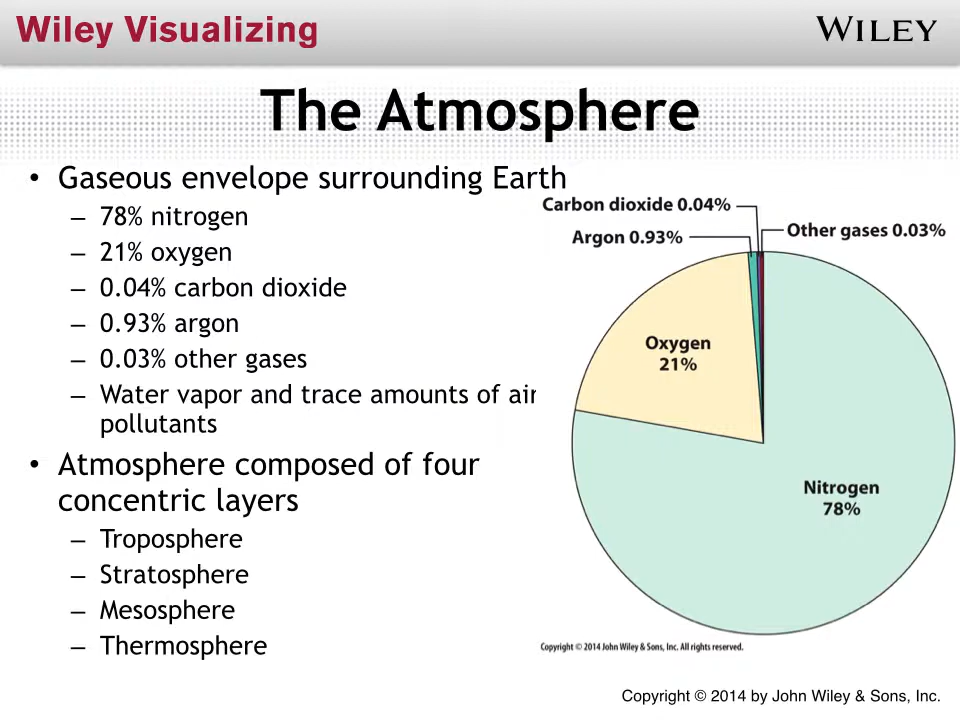 Wiley Visualizing
WILEY
The Atmosphere
• Gaseous envelope surrounding Earth
– 78% nitrogen
– 21% oxygen
– 0.04% carbon dioxide
– 0.93% argon
– 0.03% other gases
– Water vapor and trace amounts of air
pollutants
• Atmosphere composed of four
concentric layers
– Troposphere
– Stratosphere
– Mesosphere
– Thermosphere
Carbon dioxide 0.04%
Argon 0.93%
Other gases 0.03%
Oxygen
21%
Nitrogen
78%
Copyright © 2014 John Wiley & Sons, Inc. All rights reserved.
Copyright © 2014 by John Wiley & Sons, Inc.